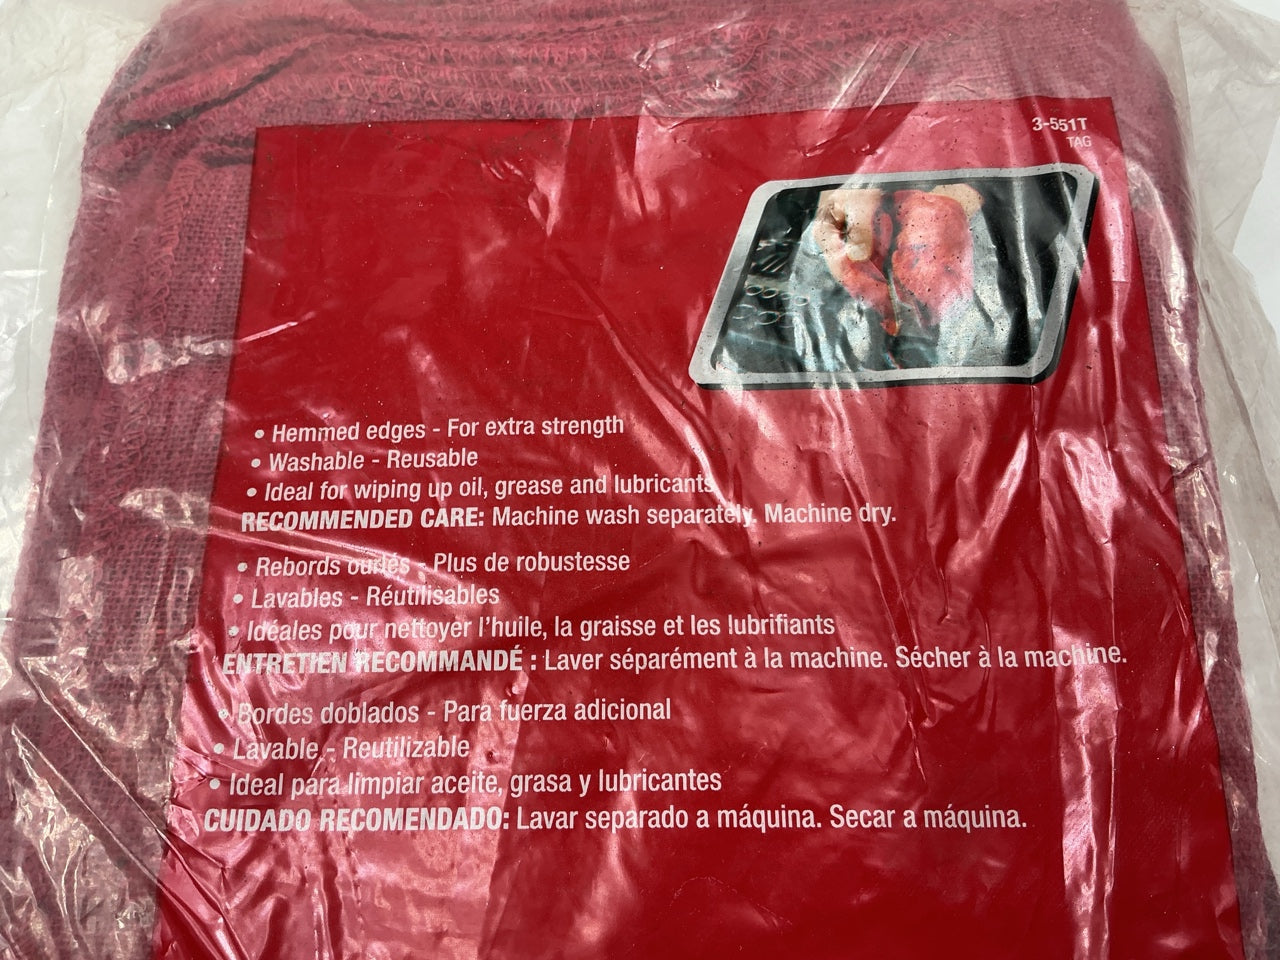 3-551T
TAG
• Hemmed edges - For extra strength
• Washable - Reusable
• Ideal for wiping up oil, grease and lubricants
RECOMMENDED CARE: Machine wash separately. Machine dry.
• Rebords ourlés - Plus de robustesse
• Lavables - Réutilisables
• Idéales pour nettoyer l'huile, la graisse et les lubrifiants
ENTRETIEN RECOMMANDÉ : Laver séparément à la machine. Sécher à la machine.
• Bordes doblados - Para fuerza adicional
• Lavable - Reutilizable
• Ideal para limpiar aceite, grasa y lubricantes
CUIDADO RECOMENDADO: Lavar separado a máquina. Secar a máquina.